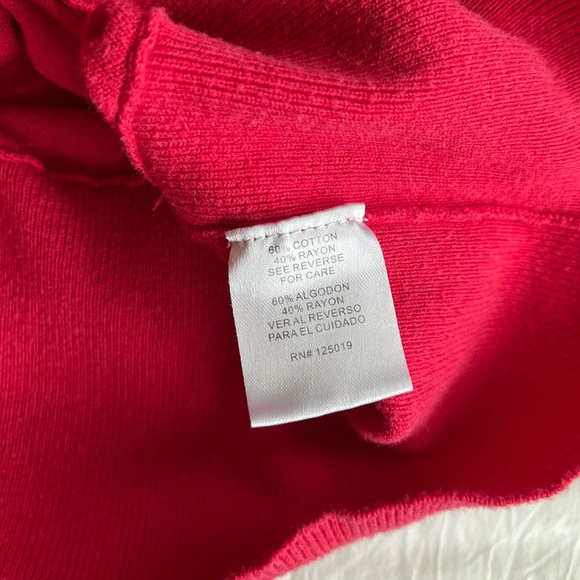 60% COTTON
40% RAYON
SEE REVERSE
FOR CARE
60% ALGODON
40% RAYON
VER AL REVERSO
PARA EL CUIDADO
RN# 125019